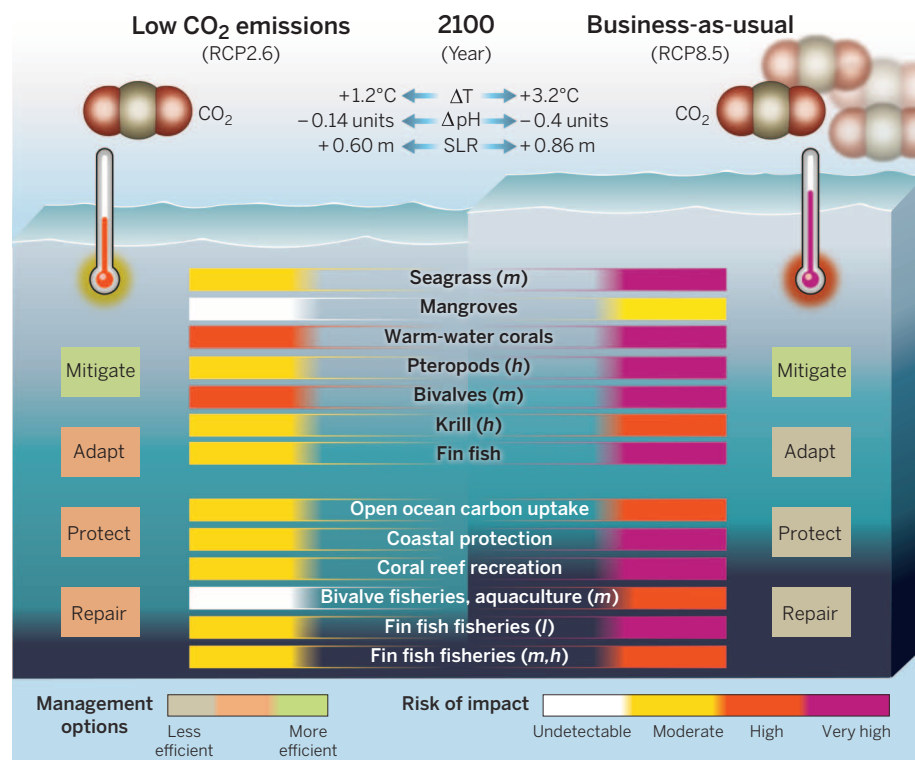 Low CO₂ emissions
(RCP2.6)
2100
(Year)
Business-as-usual
(RCP8.5)
CO₂
+1.2°C ΔT +3.2°C
−0.14 units ΔpH −0.4 units
+0.60 m SLR +0.86 m
CO₂
Seagrass (m)
Mangroves
Warm-water corals
Pteropods (h)
Bivalves (m)
Krill (h)
Fin fish
Open ocean carbon uptake
Coastal protection
Coral reef recreation
Bivalve fisheries, aquaculture (m)
Fin fish fisheries (l)
Fin fish fisheries (m,h)
Mitigate
Adapt
Protect
Repair
Mitigate
Adapt
Protect
Repair
Management
options
Less
efficient
More
efficient
Risk of impact
Undetectable Moderate High Very high